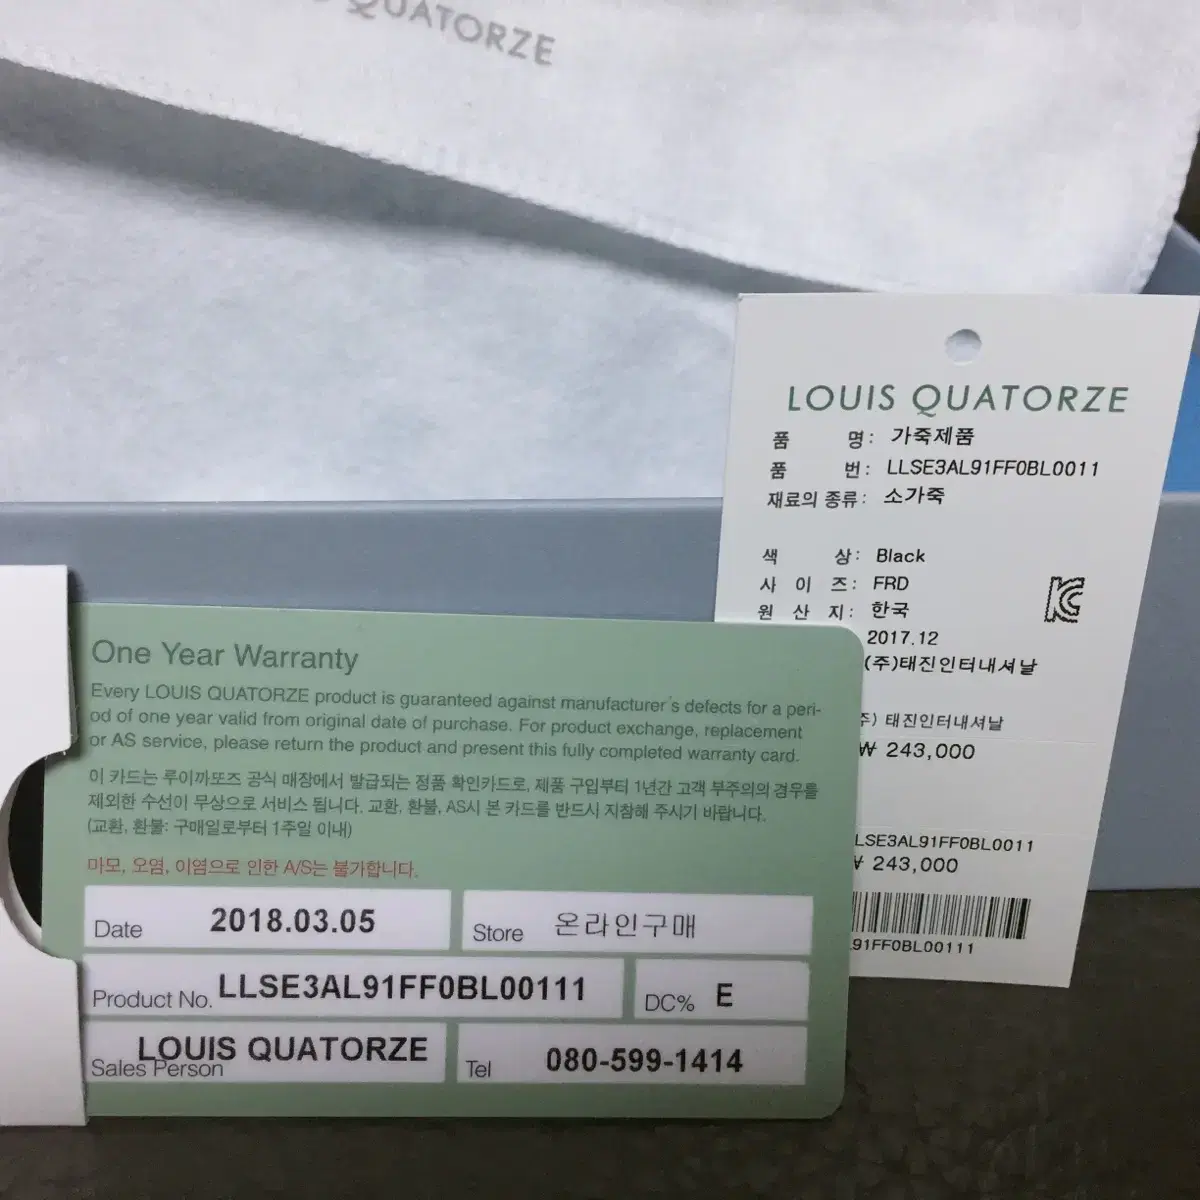 QUATORZE
LOUIS QUATORZE
품 명: 가죽제품
품 번: LLSE3AL91FF0BL0011
재료의 종류: 소가죽
색 상: Black
사 이 즈: FRD
원 산 지: 한국
2017.12
(주)태진인터내셔날
주) 태진인터내셔날
₩ 243,000
LSE3AL91FF0BL0011
₩ 243,000
91FF0BL00111
One Year Warranty
Every LOUIS QUATORZE product is guaranteed against manufacturer's defects for a peri-
od of one year valid from original date of purchase. For product exchange, replacement
or AS service, please return the product and present this fully completed warranty card.
이 카드는 루이까또즈 공식 매장에서 발급되는 정품 확인카드로, 제품 구입부터 1년간 고객 부주의의 경우를
제외한 수선이 무상으로 서비스 됩니다. 교환, 환불, AS시 본 카드를 반드시 지참해 주시기 바랍니다.
(교환, 환불: 구매일로부터 1주일 이내)
마모, 오염, 이염으로 인한 A/S는 불가합니다.
Date 2018.03.05 Store 온라인구매
Product No. LLSE3AL91FF0BL00111 DC% E
Sales Person LOUIS QUATORZE Tel 080-599-1414